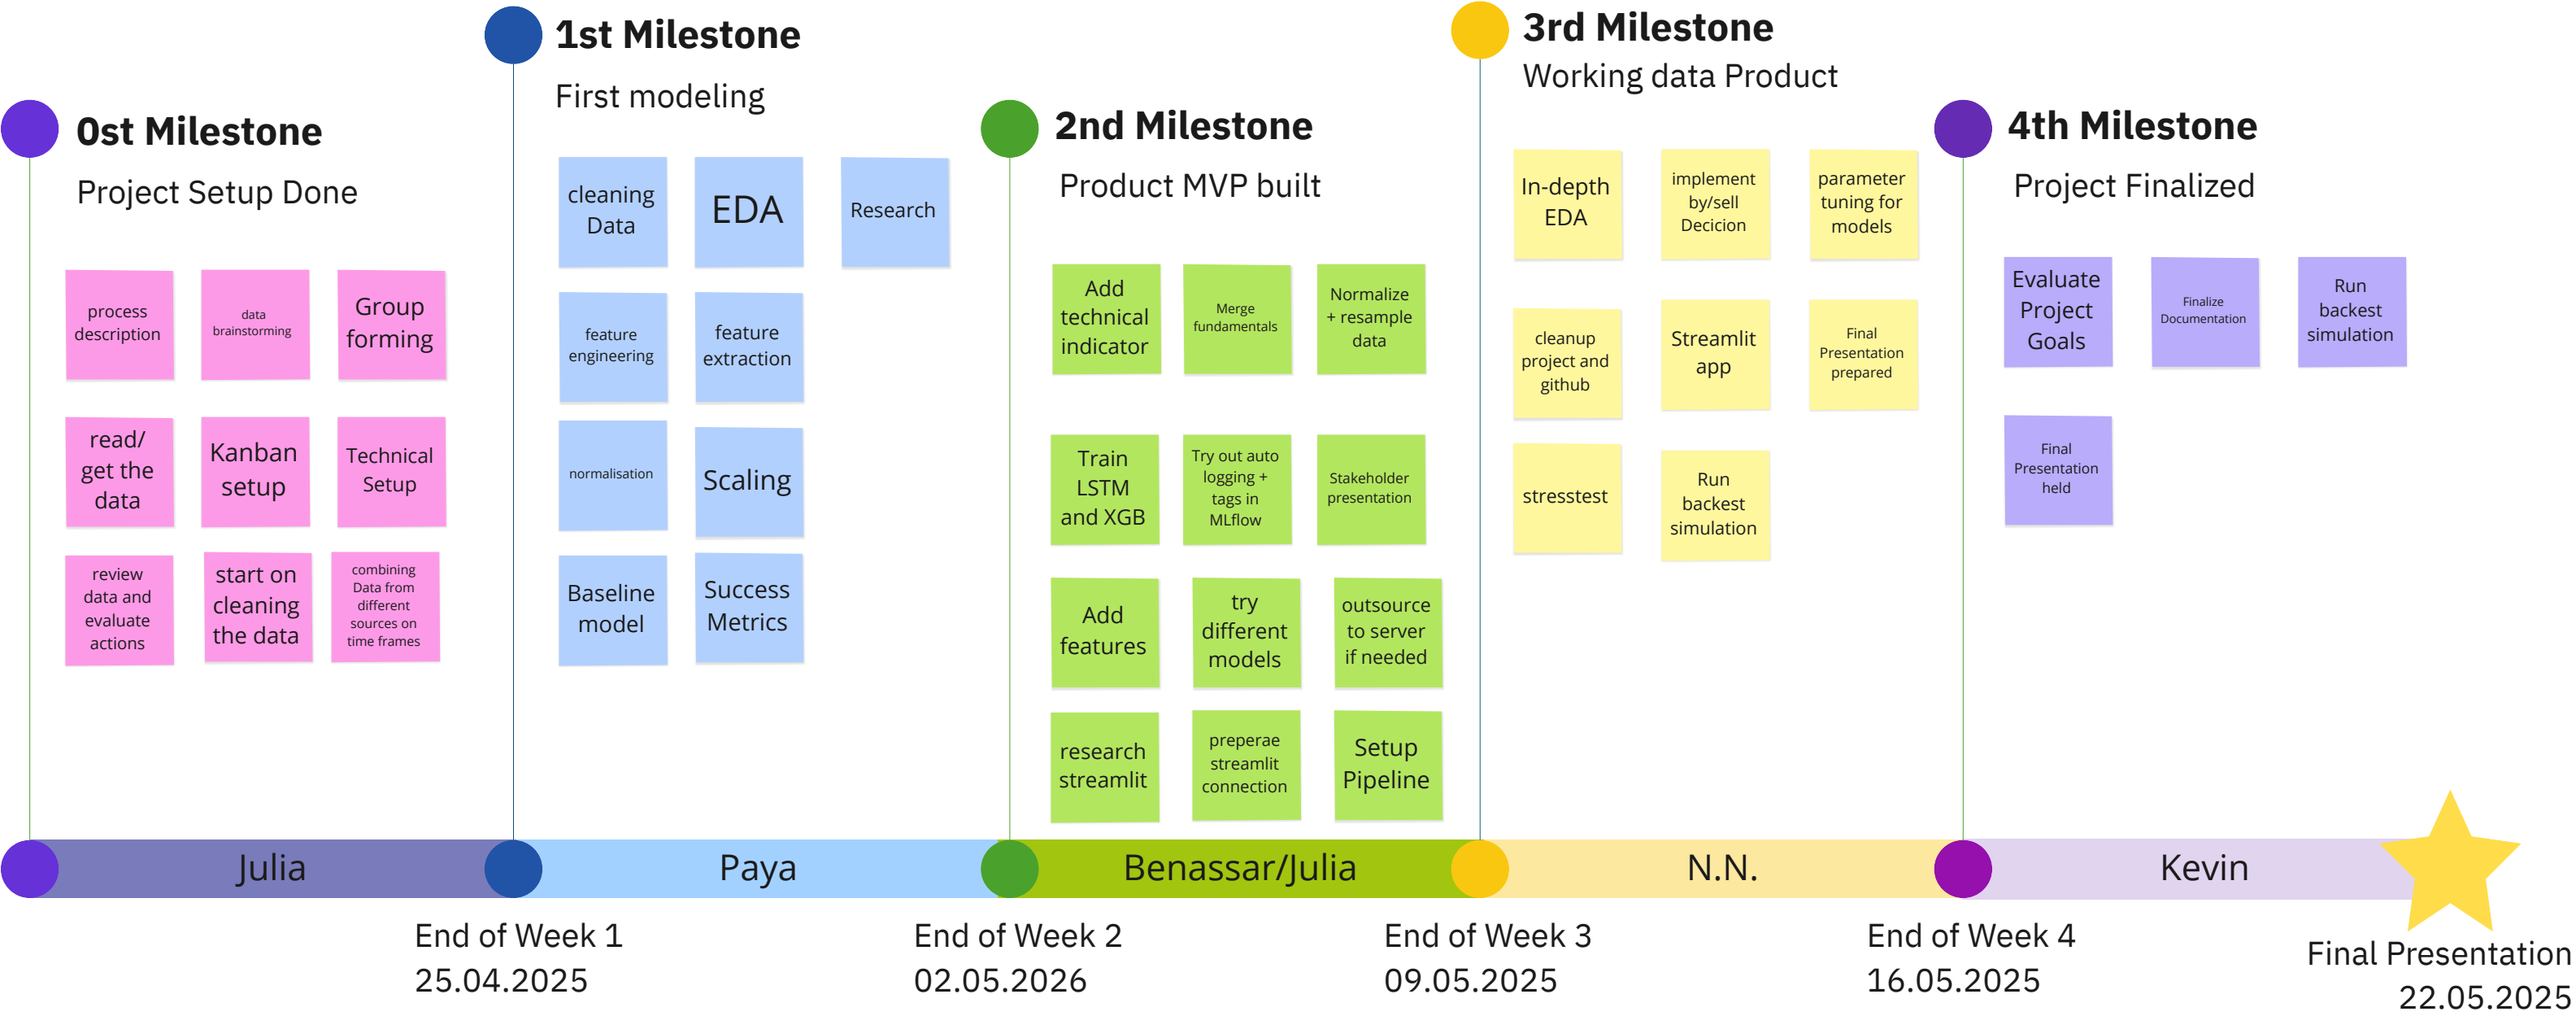 0st Milestone
Project Setup Done
process
description
data
brainstorming
Group
forming
read/
get the
data
Kanban
setup
Technical
Setup
review
data and
evaluate
actions
start on
cleaning
the data
combining
Data from
different
sources on
time frames
1st Milestone
First modeling
cleaning
Data
EDA
Research
feature
engineering
feature
extraction
normalisation
Scaling
Baseline
model
Success
Metrics
2nd Milestone
Product MVP built
Add
technical
indicator
Merge
fundamentals
Normalize
+ resample
data
Train
LSTM
and XGB
Try out auto
logging +
tags in
MLflow
Stakeholder
presentation
Add
features
try
different
models
outsource
to server
if needed
research
streamlit
preperae
streamlit
connection
Setup
Pipeline
3rd Milestone
Working data Product
In-depth
EDA
implement
by/sell
Decicion
parameter
tuning for
models
cleanup
project and
github
Streamlit
app
Final
Presentation
prepared
stresstest
Run
backest
simulation
4th Milestone
Project Finalized
Evaluate
Project
Goals
Finalize
Documentation
Run
backest
simulation
Final
Presentation
held
Julia
Paya
Benassar/Julia
N.N.
Kevin
End of Week 1
25.04.2025
End of Week 2
02.05.2026
End of Week 3
09.05.2025
End of Week 4
16.05.2025
Final Presentation
22.05.2025